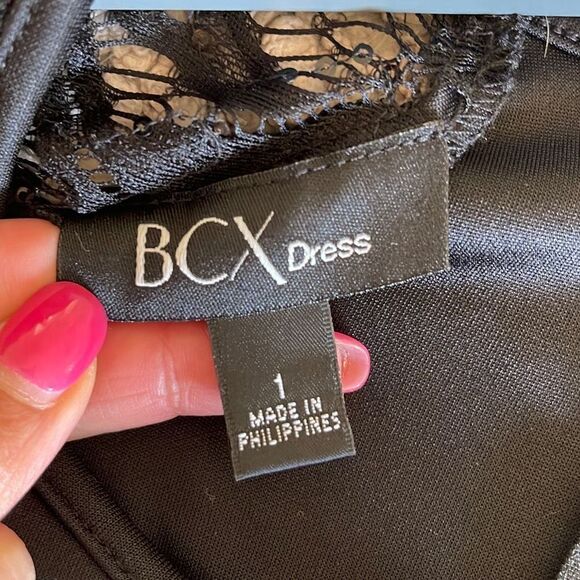 BCX Dress
1
MADE IN
PHILIPPINES